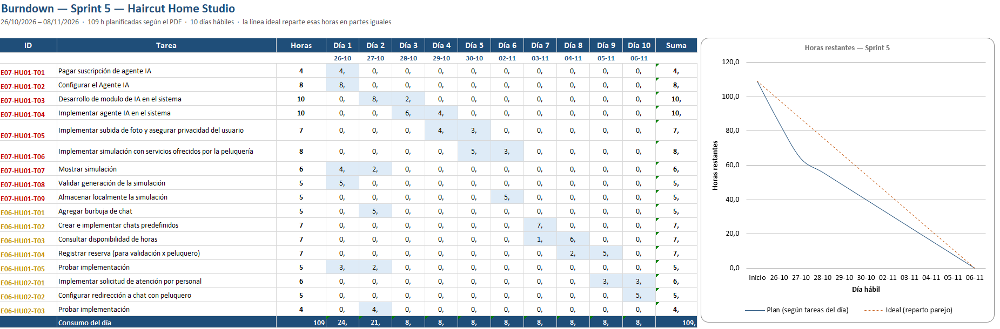 Burndown — Sprint 5 — Haircut Home Studio
26/10/2026 – 08/11/2026 · 109 h planificadas según el PDF · 10 días hábiles · la línea ideal reparte esas horas en partes iguales
ID Tarea Horas Día 1 Día 2 Día 3 Día 4 Día 5 Día 6 Día 7 Día 8 Día 9 Día 10 Suma
26-10 27-10 28-10 29-10 30-10 02-11 03-11 04-11 05-11 06-11
E07-HU01-T01 Pagar suscripción de agente IA 4 4, 0, 0, 0, 0, 0, 0, 0, 0, 0, 4,
E07-HU01-T02 Configurar el Agente IA 8 8, 0, 0, 0, 0, 0, 0, 0, 0, 0, 8,
E07-HU01-T03 Desarrollo de modulo de IA en el sistema 10 0, 8, 2, 0, 0, 0, 0, 0, 0, 0, 10,
E07-HU01-T04 Implementar agente IA en el sistema 10 0, 0, 6, 4, 0, 0, 0, 0, 0, 0, 10,
E07-HU01-T05 Implementar subida de foto y asegurar privacidad del usuario 7 0, 0, 0, 4, 3, 0, 0, 0, 0, 0, 7,
E07-HU01-T06 Implementar simulación con servicios ofrecidos por la peluquería 8 0, 0, 0, 0, 5, 3, 0, 0, 0, 0, 8,
E07-HU01-T07 Mostrar simulación 6 4, 2, 0, 0, 0, 0, 0, 0, 0, 0, 6,
E07-HU01-T08 Validar generación de la simulación 5 5, 0, 0, 0, 0, 0, 0, 0, 0, 0, 5,
E07-HU01-T09 Almacenar localmente la simulación 5 0, 0, 0, 0, 0, 5, 0, 0, 0, 0, 5,
E06-HU01-T01 Agregar burbuja de chat 5 0, 5, 0, 0, 0, 0, 0, 0, 0, 0, 5,
E06-HU01-T02 Crear e implementar chats predefinidos 7 0, 0, 0, 0, 0, 0, 7, 0, 0, 0, 7,
E06-HU01-T03 Consultar disponibilidad de horas 7 0, 0, 0, 0, 0, 0, 1, 6, 0, 0, 7,
E06-HU01-T04 Registrar reserva (para validación x peluquero) 7 0, 0, 0, 0, 0, 0, 0, 2, 5, 0, 7,
E06-HU01-T05 Probar implementación 5 3, 2, 0, 0, 0, 0, 0, 0, 0, 0, 5,
E06-HU02-T01 Implementar solicitud de atención por personal 6 0, 0, 0, 0, 0, 0, 0, 0, 3, 3, 6,
E06-HU02-T02 Configurar redirección a chat con peluquero 5 0, 0, 0, 0, 0, 0, 0, 0, 0, 5, 5,
E06-HU02-T03 Probar implementación 4 0, 4, 0, 0, 0, 0, 0, 0, 0, 0, 4,
Consumo del día 109 24, 21, 8, 8, 8, 8, 8, 8, 8, 8, 109,
Horas restantes — Sprint 5
120,0
100,0
80,0
60,0
40,0
20,0
0,0
Horas restantes
Inicio 26-10 27-10 28-10 29-10 30-10 02-11 03-11 04-11 05-11 06-11
Día hábil
Plan (según tareas del día) Ideal (reparto parejo)